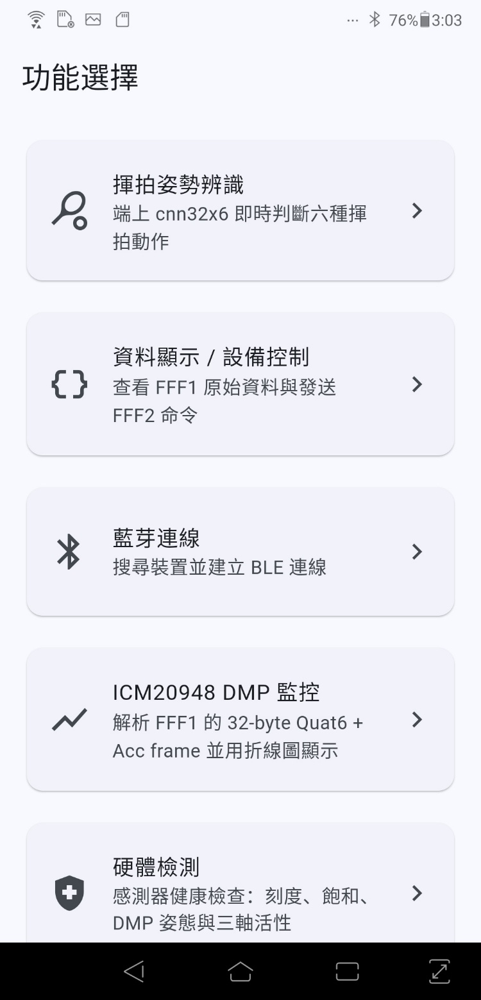 76%
3:03
功能選擇
揮拍姿勢辨識
端上 cnn32x6 即時判斷六種揮
拍動作
資料顯示 / 設備控制
查看 FFF1 原始資料與發送
FFF2 命令
藍芽連線
搜尋裝置並建立 BLE 連線
ICM20948 DMP 監控
解析 FFF1 的 32-byte Quat6 +
Acc frame 並用折線圖顯示
硬體檢測
感測器健康檢查：刻度、飽和、
DMP 姿態與三軸活性